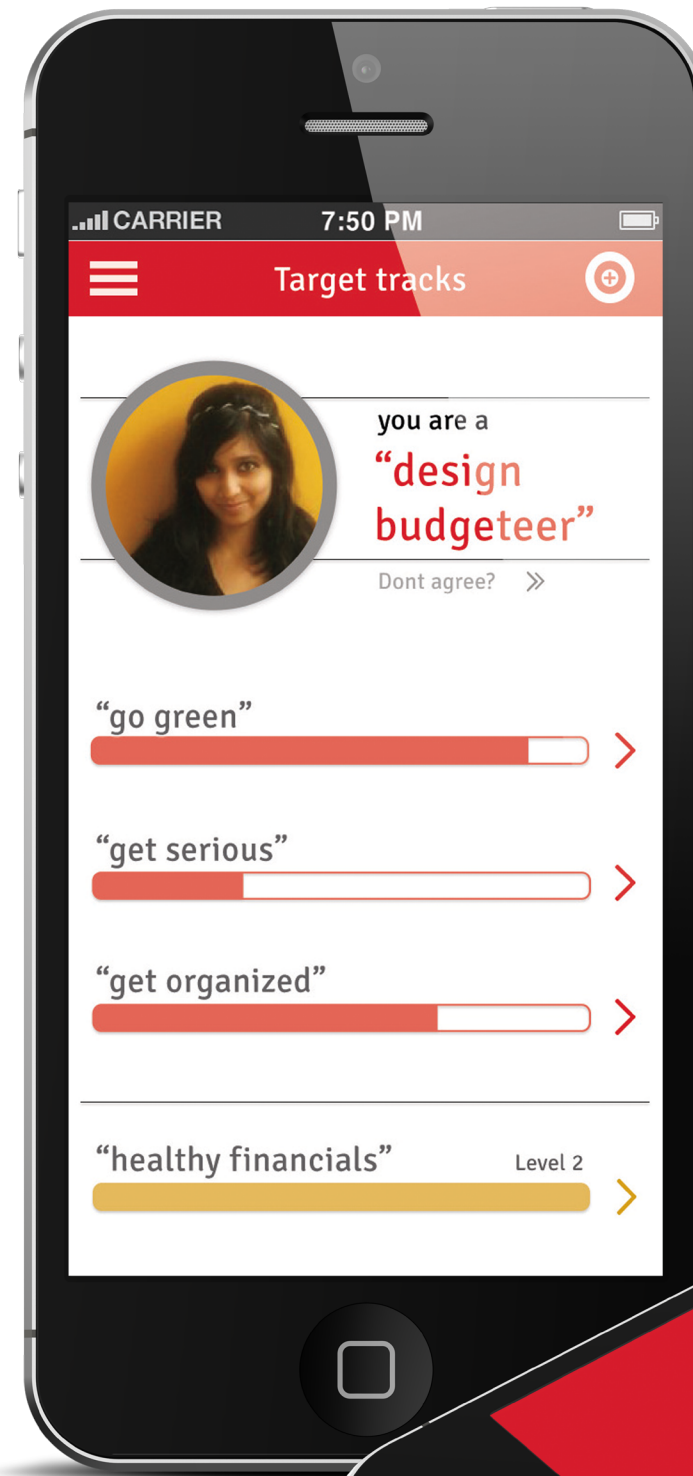 CARRIER 7:50 PM
Target tracks
you are a
“design
budgeteer”
Dont agree?
“go green”
“get serious”
“get organized”
“healthy financials” Level 2